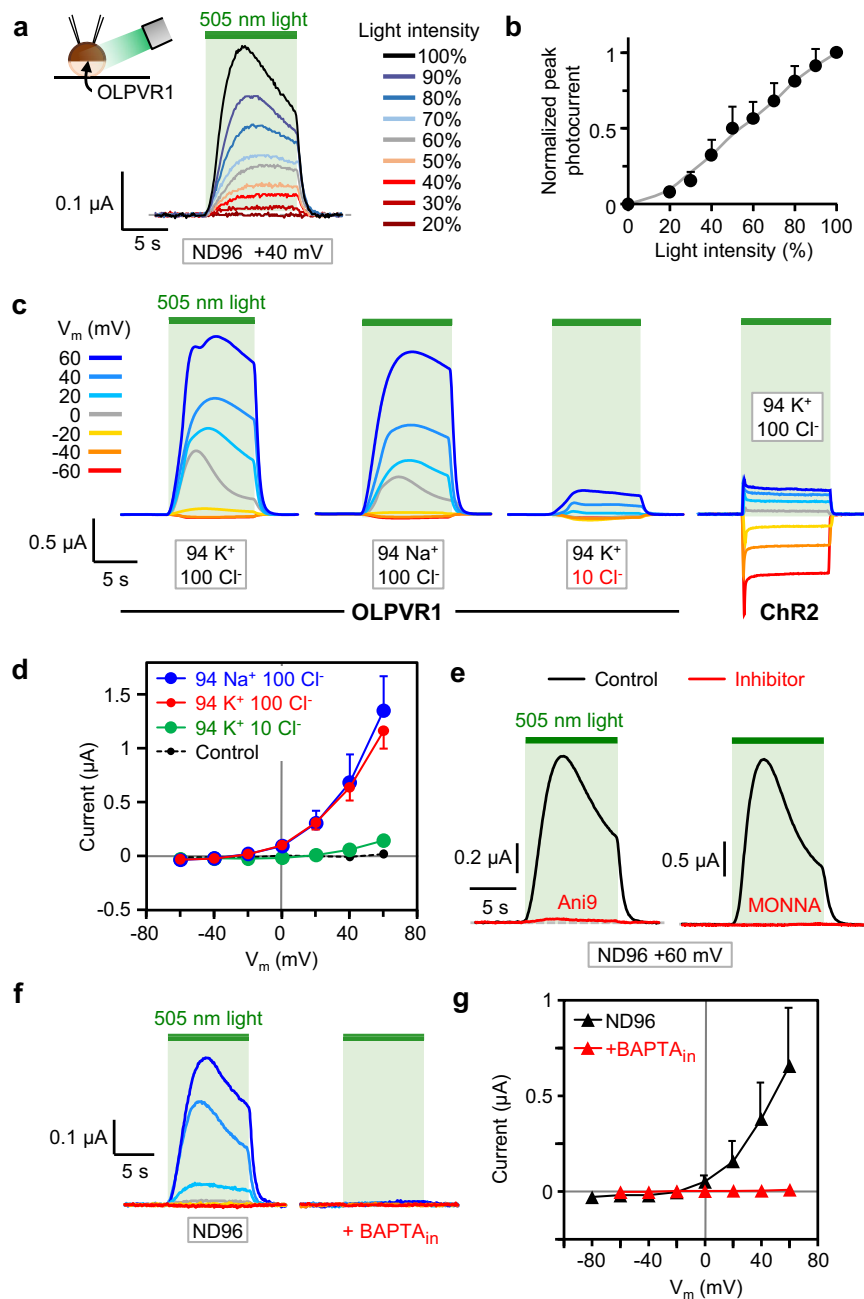 a
505 nm light
OLPVR1
Light intensity
100%
90%
80%
70%
60%
50%
40%
30%
20%
0.1 µA
5 s
ND96 +40 mV
b
Normalized peak
photocurrent
1
0.5
0
0 20 40 60 80 100
Light intensity (%)
c
505 nm light
Vm (mV)
60
40
20
0
-20
-40
-60
0.5 µA
5 s
94 K⁺
100 Cl⁻
94 Na⁺
100 Cl⁻
94 K⁺
10 Cl⁻
94 K⁺
100 Cl⁻
OLPVR1
ChR2
d
94 Na⁺ 100 Cl⁻
94 K⁺ 100 Cl⁻
94 K⁺ 10 Cl⁻
Control
Current (µA)
1.5
1
0.5
0
-0.5
-80 -40 0 40 80
Vm (mV)
e
Control
Inhibitor
505 nm light
0.2 µA
5 s
Ani9
0.5 µA
MONNA
ND96 +60 mV
f
505 nm light
0.1 µA
5 s
ND96
+ BAPTAin
g
ND96
+BAPTAin
Current (µA)
1
0.5
0
-80 -40 0 40 80
Vm (mV)